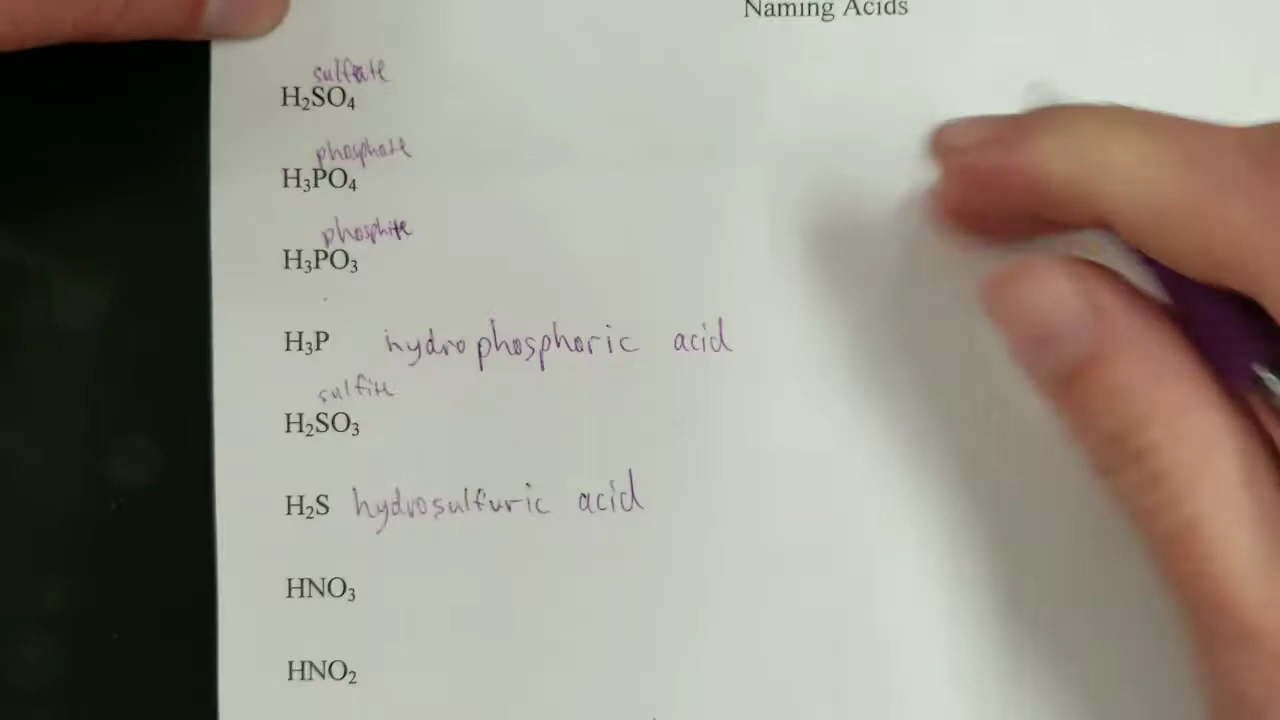 Naming Acids
sulfate
H₂SO₄
phosphate
H₃PO₄
phosphite
H₃PO₃
H₃P hydrophosphoric acid
sulfite
H₂SO₃
H₂S hydrosulfuric acid
HNO₃
HNO₂